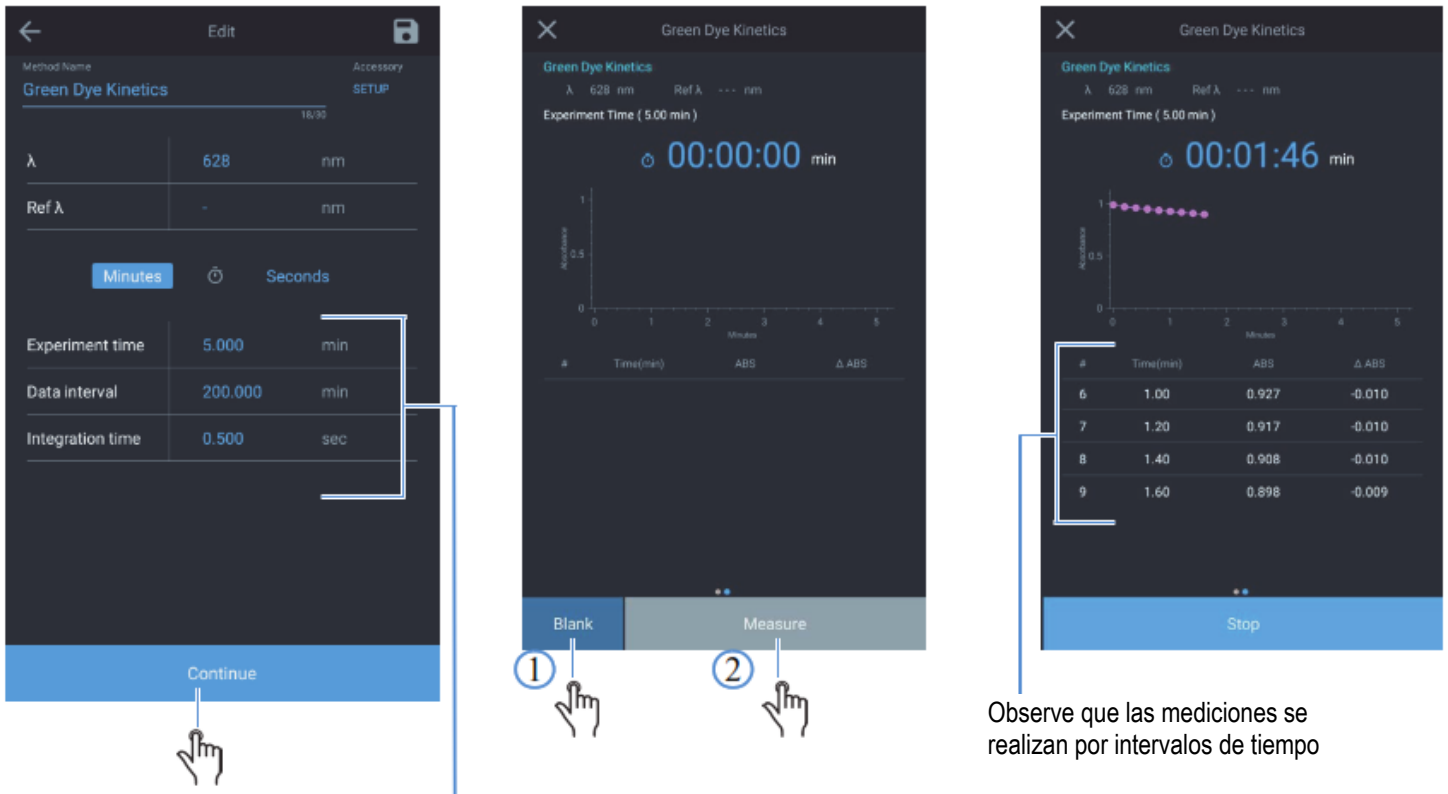 Edit
Method Name
Accessory
Green Dye Kinetics
SETUP
18/30
λ 628 nm
Ref λ - nm
Minutes Seconds
Experiment time 5.000 min
Data interval 200.000 min
Integration time 0.500 sec
Continue
Green Dye Kinetics
Green Dye Kinetics
λ 628 nm Ref λ --- nm
Experiment Time ( 5.00 min )
00:00:00 min
1
0.5
0
Absorbance
0 1 2 3 4 5
Minutes
# Time(min) ABS Δ ABS
Blank
Measure
1
2
Green Dye Kinetics
Green Dye Kinetics
λ 628 nm Ref λ --- nm
Experiment Time ( 5.00 min )
00:01:46 min
1
0.5
0
Absorbance
0 1 2 3 4 5
Minutes
# Time(min) ABS Δ ABS
6 1.00 0.927 -0.010
7 1.20 0.917 -0.010
8 1.40 0.908 -0.010
9 1.60 0.898 -0.009
Stop
Observe que las mediciones se
realizan por intervalos de tiempo